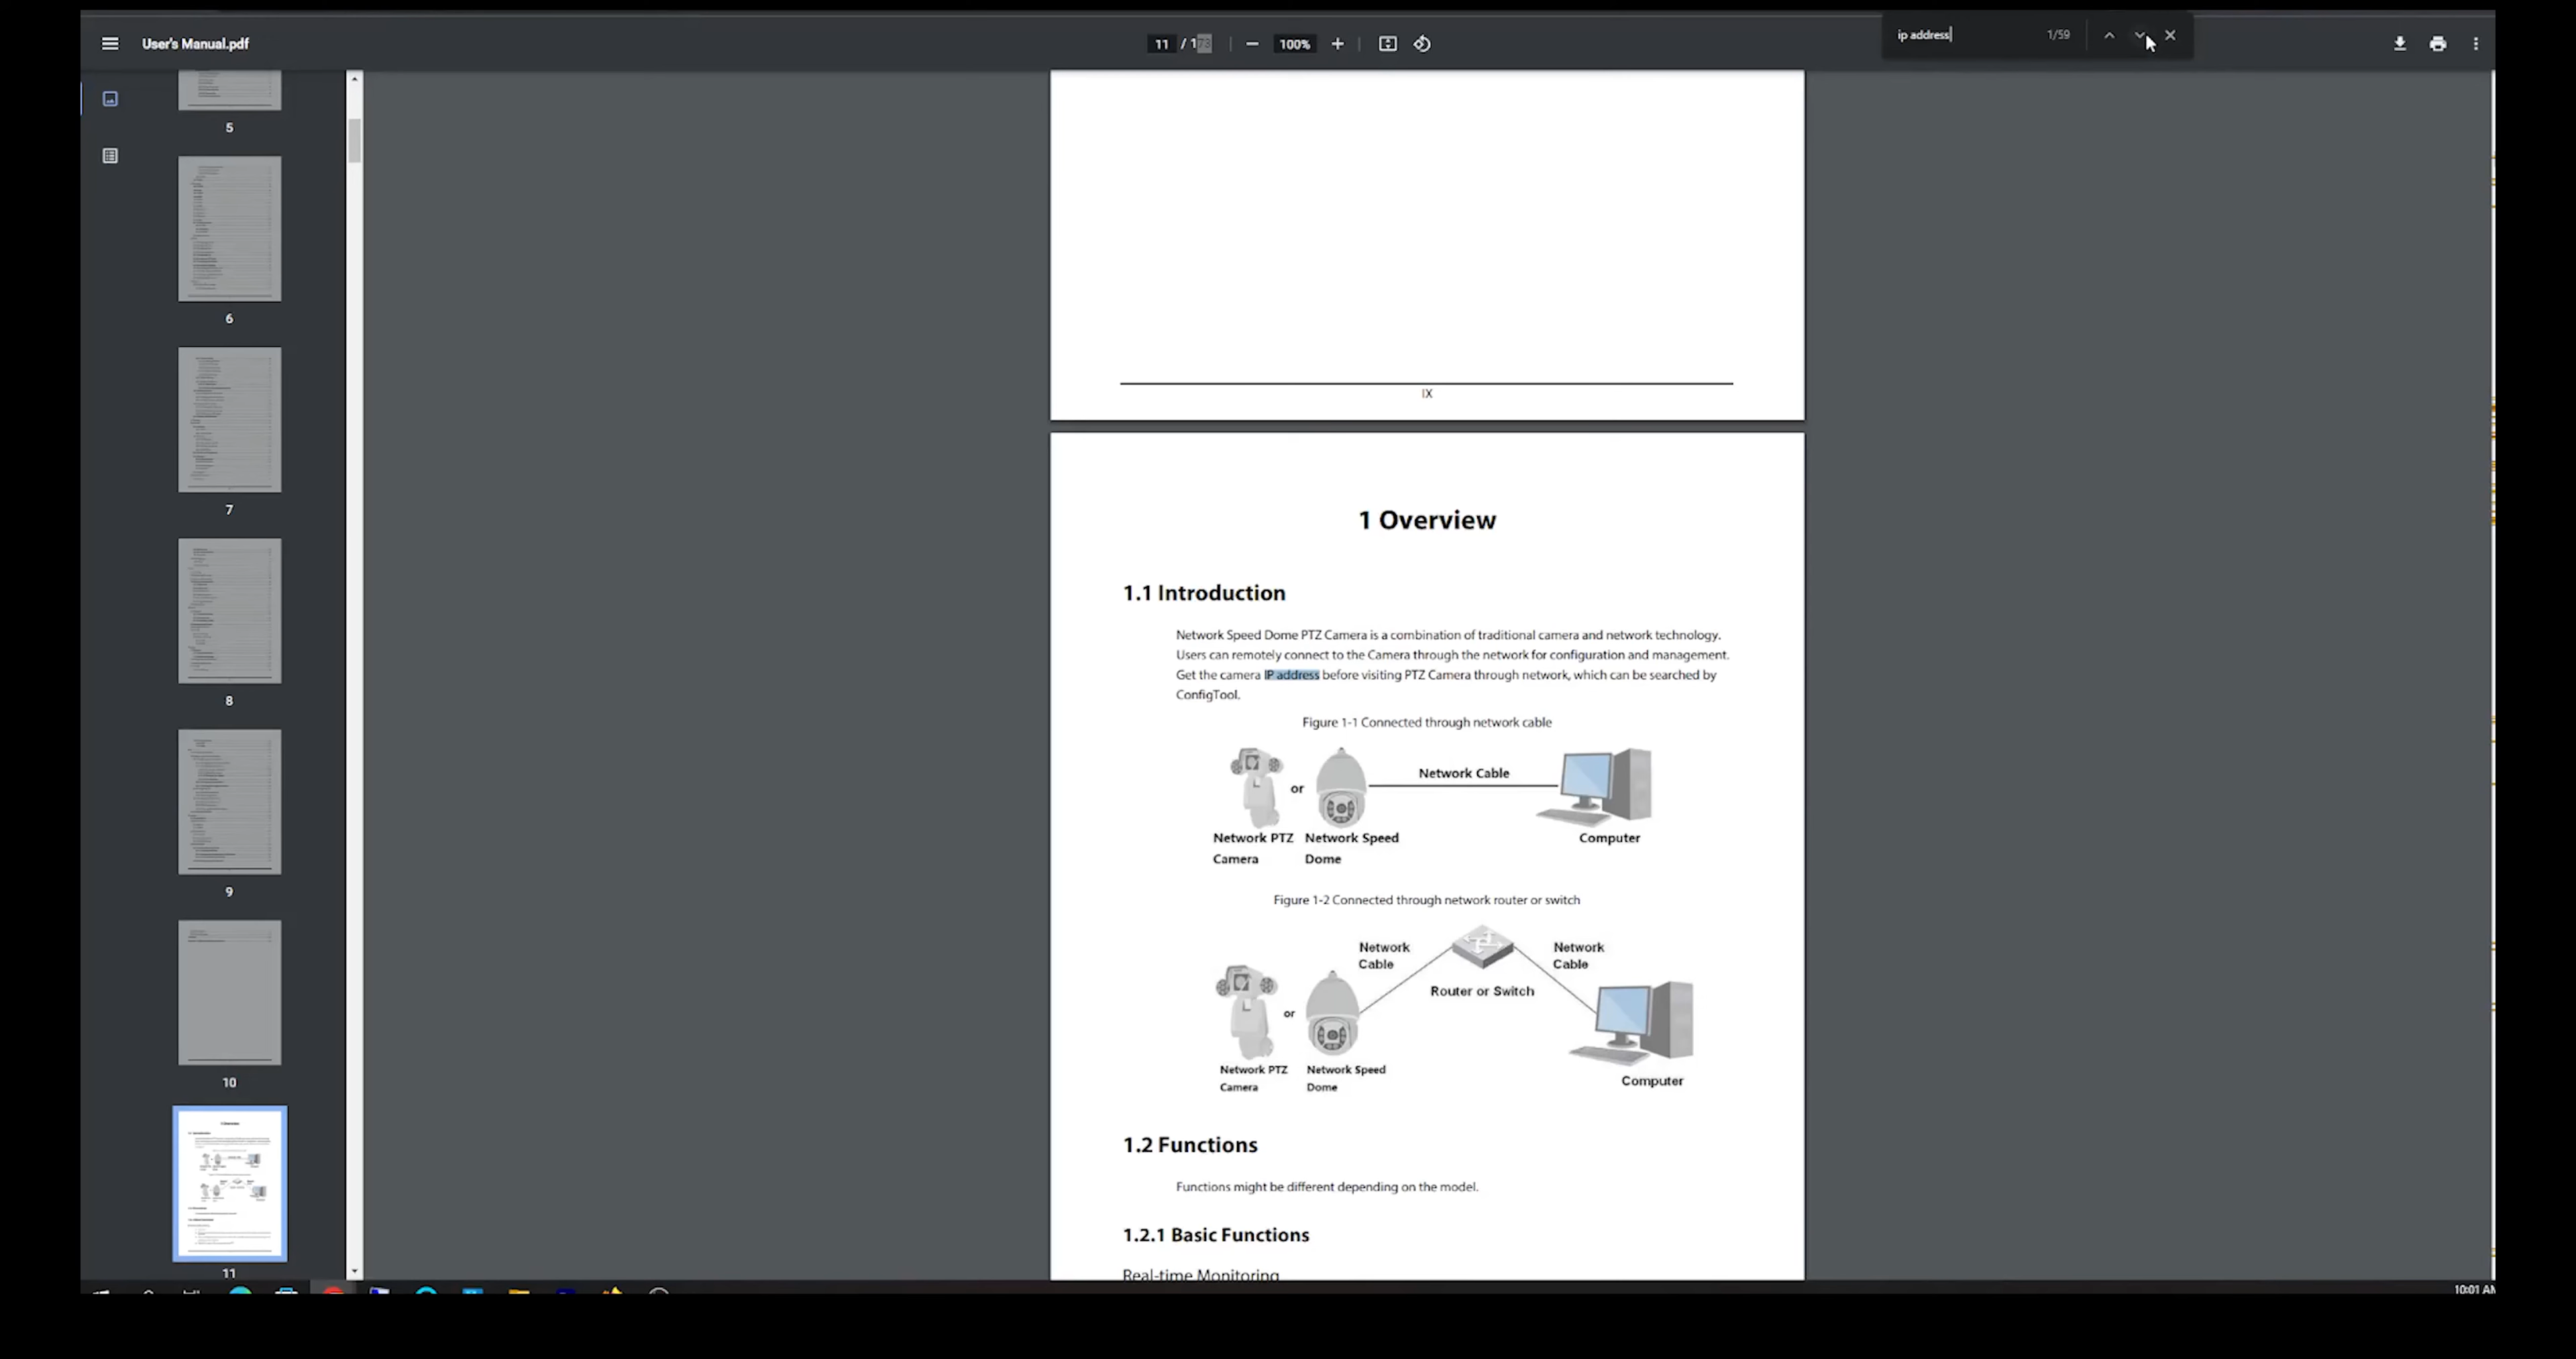 User's Manual.pdf
11 / 173
100%
ip address
1/59
5
6
7
8
9
10
11
IX
1 Overview
1.1 Introduction
Network Speed Dome PTZ Camera is a combination of traditional camera and network technology.
Users can remotely connect to the Camera through the network for configuration and management.
Get the camera IP address before visiting PTZ Camera through network, which can be searched by
ConfigTool.
Figure 1-1 Connected through network cable
or
Network Cable
Network PTZ
Camera
Network Speed
Dome
Computer
Figure 1-2 Connected through network router or switch
Network
Cable
Network
Cable
Router or Switch
or
Network PTZ
Camera
Network Speed
Dome
Computer
1.2 Functions
Functions might be different depending on the model.
1.2.1 Basic Functions
Real-time Monitoring
10:01 AM